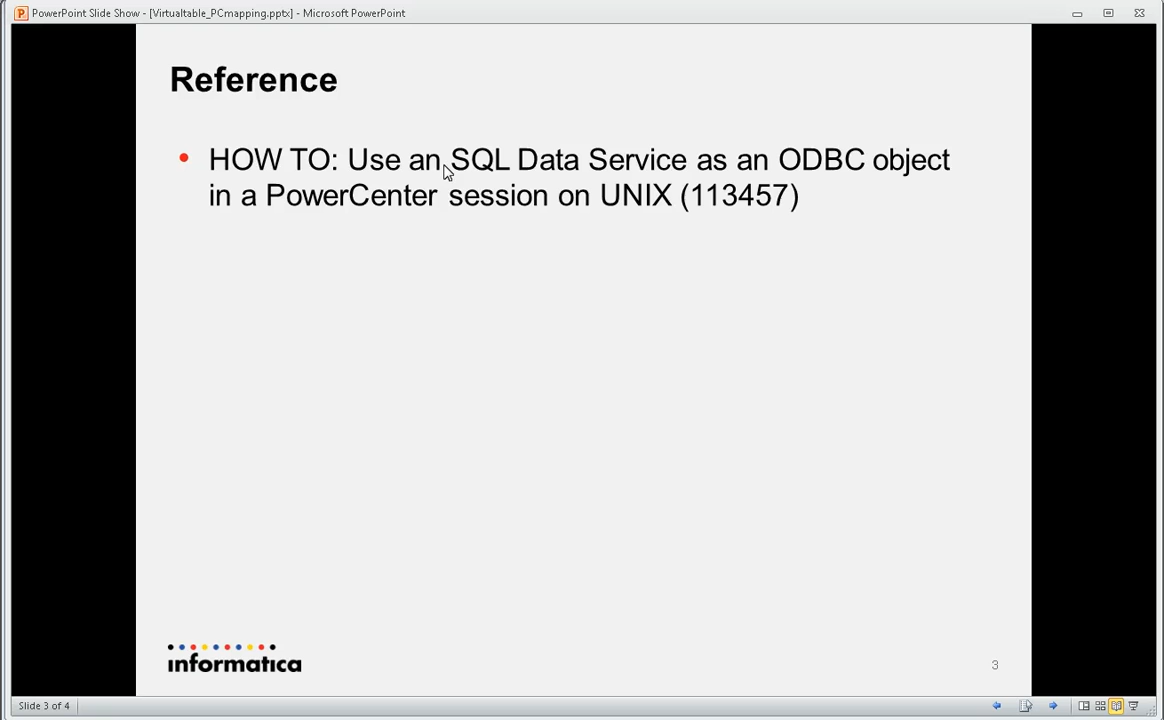 PowerPoint Slide Show - [Virtualtable_PCmapping.pptx] - Microsoft PowerPoint
Reference
• HOW TO: Use an SQL Data Service as an ODBC object
in a PowerCenter session on UNIX (113457)
informatica
3
Slide 3 of 4